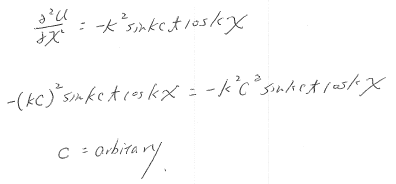 ∂²U/∂X² = -k² sin kct cos kX
-(kc)² sin kct cos kX = -k²C³ sin kct cos kX
C = arbitrary.